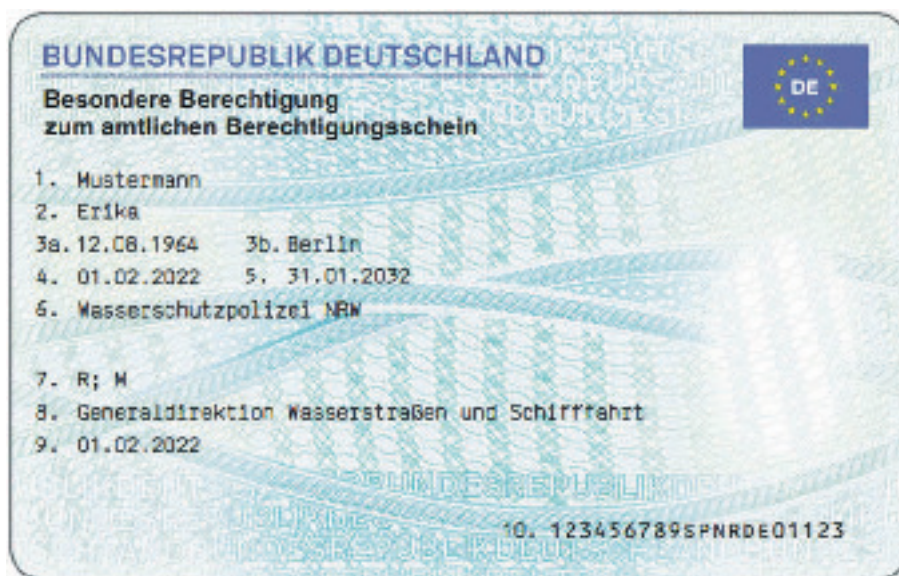 BUNDESREPUBLIK DEUTSCHLAND
DE
Besondere Berechtigung
zum amtlichen Berechtigungsschein
1. Mustermann
2. Erika
3a. 12.08.1964 3b. Berlin
4. 01.02.2022 5. 31.01.2032
6. Wasserschutzpolizei NRW
7. R; M
8. Generaldirektion Wasserstraßen und Schifffahrt
9. 01.02.2022
BUNDESREPUBLIK
10. 123456789SPNRDE01123